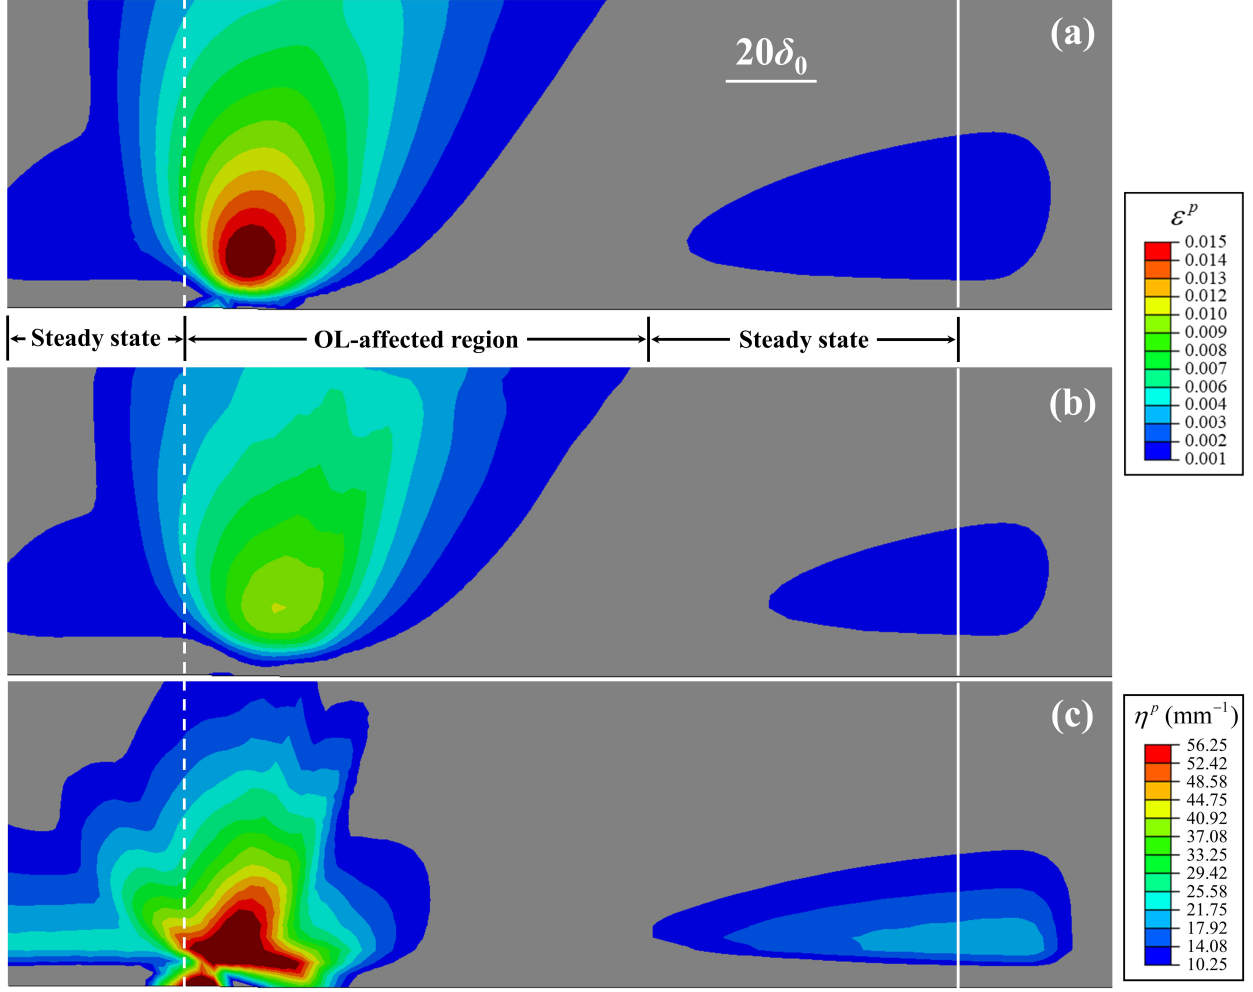 (a)
20δ₀
εᵖ
0.015
0.014
0.013
0.012
0.010
0.009
0.008
0.007
0.006
0.004
0.003
0.002
0.001
Steady state
OL-affected region
Steady state
(b)
(c)
ηᵖ (mm⁻¹)
56.25
52.42
48.58
44.75
40.92
37.08
33.25
29.42
25.58
21.75
17.92
14.08
10.25